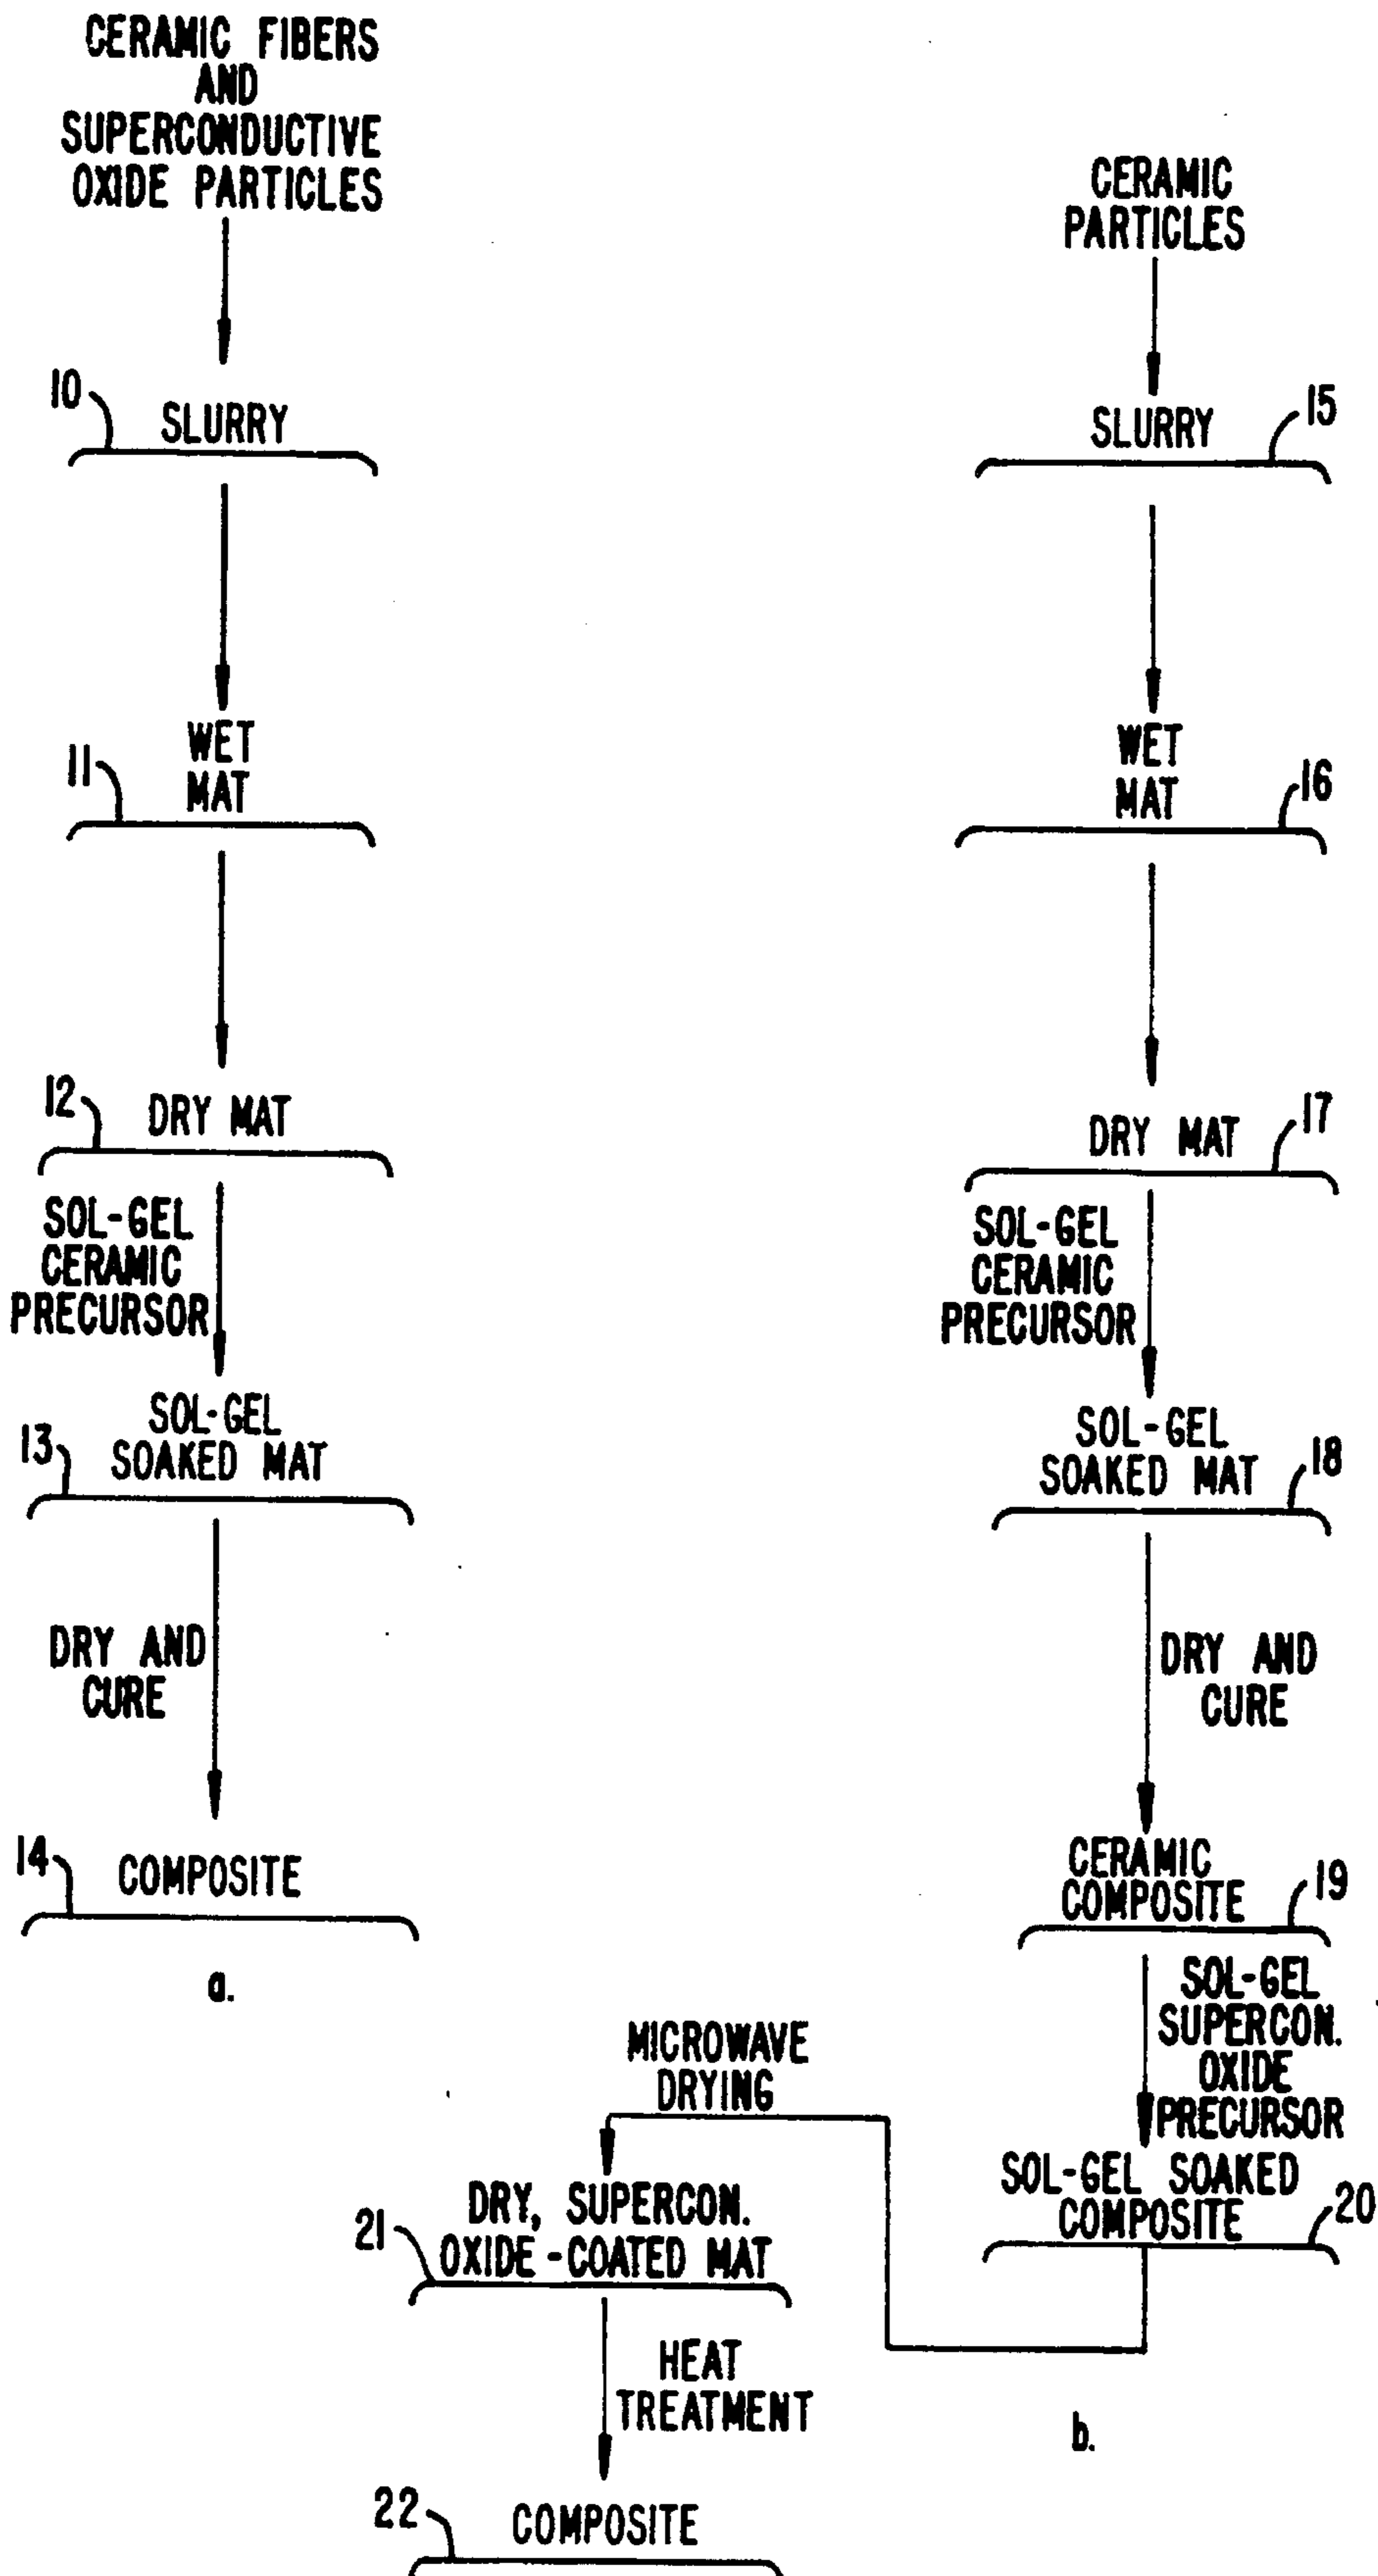 CERAMIC FIBERS
AND
SUPERCONDUCTIVE
OXIDE PARTICLES
10
SLURRY
11
WET
MAT
12
DRY MAT
SOL-GEL
CERAMIC
PRECURSOR
13
SOL-GEL
SOAKED MAT
DRY AND
CURE
14
COMPOSITE
a.
CERAMIC
PARTICLES
SLURRY
15
WET
MAT
16
DRY MAT
17
SOL-GEL
CERAMIC
PRECURSOR
SOL-GEL
SOAKED MAT
18
DRY AND
CURE
CERAMIC
COMPOSITE
19
SOL-GEL
SUPERCON.
OXIDE
PRECURSOR
SOL-GEL SOAKED
COMPOSITE
20
MICROWAVE
DRYING
21
DRY, SUPERCON.
OXIDE-COATED MAT
HEAT
TREATMENT
22
COMPOSITE
b.